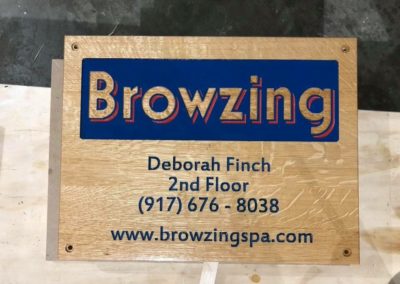 Browzing
Deborah Finch
2nd Floor
(917) 676 - 8038
www.browzingspa.com